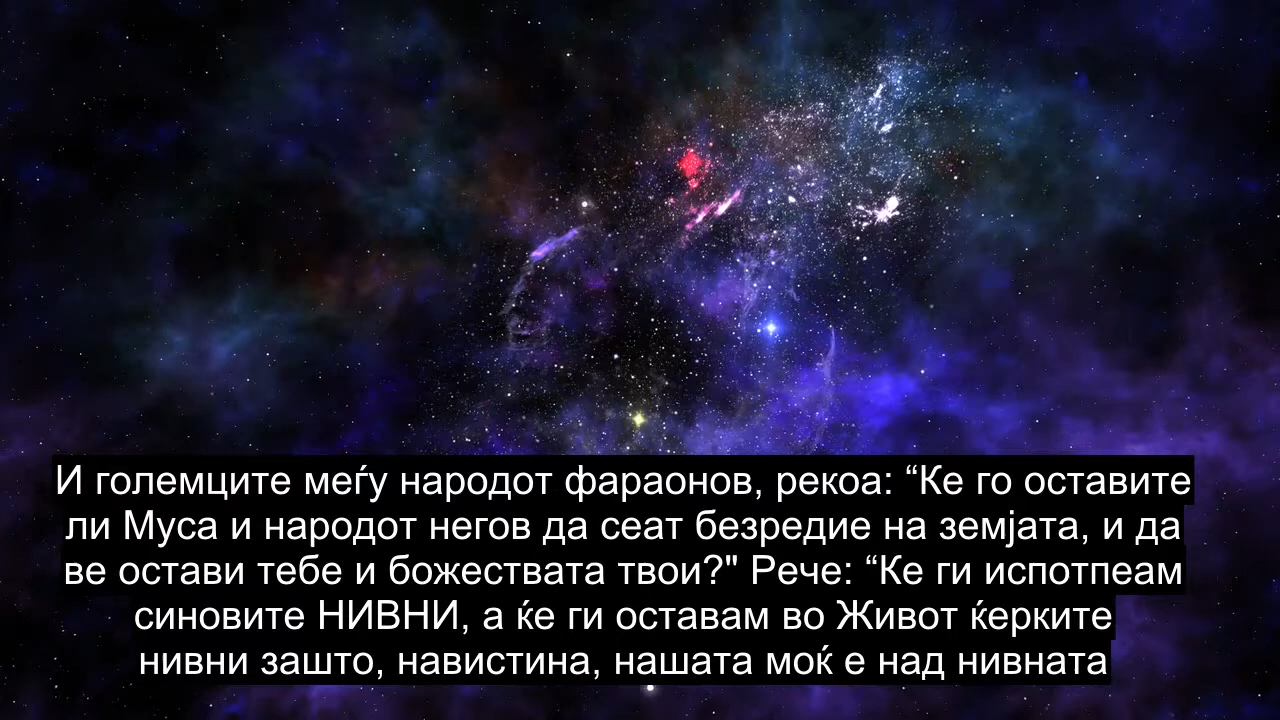 И големците меѓу народот фараонов, рекоа: “Ке го оставите
ли Муса и народот негов да сеат безредие на земјата, и да
ве остави тебе и божествата твои?" Рече: “Ке ги испотпеам
синовите НИВНИ, а ќе ги оставам во Живот ќерките
нивни зашто, навистина, нашата моќ е над нивната